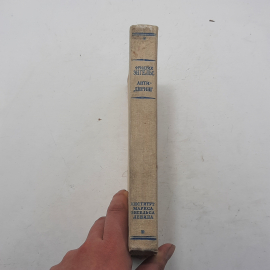 ФРИДРИХ
ЭНГЕЛЬС
АНТИ-
ДЮРИНГ
ИНСТИТУТ
МАРКСА
ЭНГЕЛЬСА
ЛЕНИНА